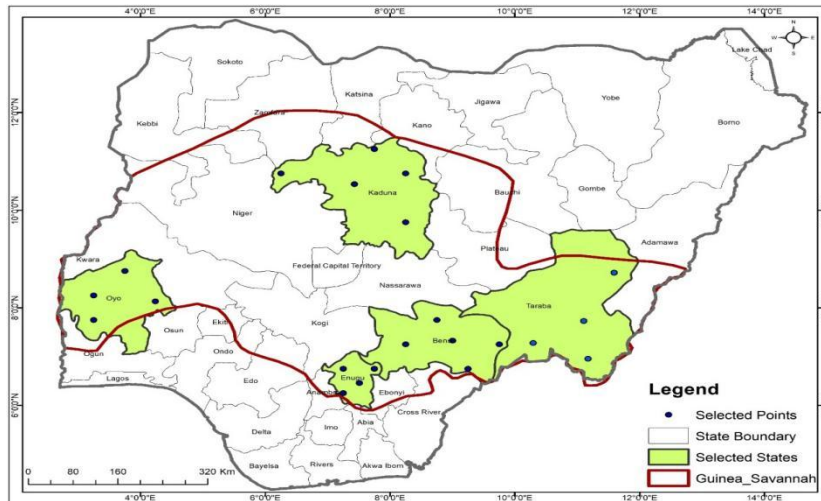 4°0'0"E 6°0'0"E 8°0'0"E 10°0'0"E 12°0'0"E 14°0'0"E
N
W E
S
Lake Chad
Sokoto
Katsina
Jigawa
Yobe
Zamfara
Kano
Borno
Kebbi
12°0'0"N
Kaduna
Bauchi
Gombe
10°0'0"N
Niger
Adamawa
Plateau
Kwara
Federal Capital Territory
Nassarawa
Oyo
Taraba
8°0'0"N
Osun
Ekiti
Kogi
Benue
Ogun
Ondo
Enugu
Lagos
Edo
Anambra
Ebonyi
6°0'0"N
Cross River
Delta
Imo
Abia
Bayelsa
Rivers
Akwa Ibom
Legend
Selected Points
State Boundary
Selected States
Guinea_Savannah
0 40 80 160 240 320 Km
4°0'0"E 6°0'0"E 8°0'0"E 10°0'0"E 12°0'0"E